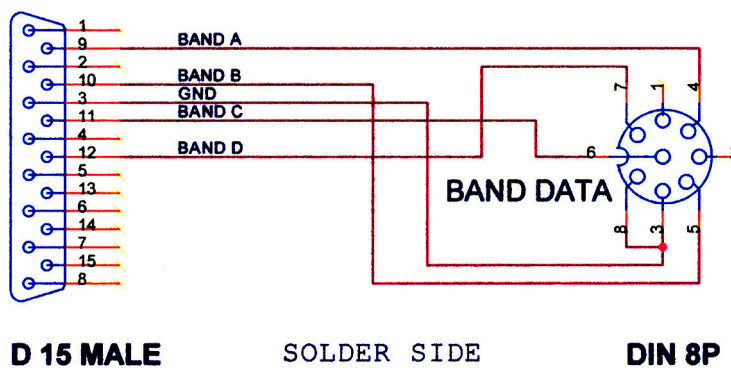 1
9 BAND A
2
10 BAND B
3 GND
11 BAND C
4
12 BAND D
5
13
6
14
7
15
8
7 1 4
6
BAND DATA
8 3 5
D 15 MALE SOLDER SIDE DIN 8P